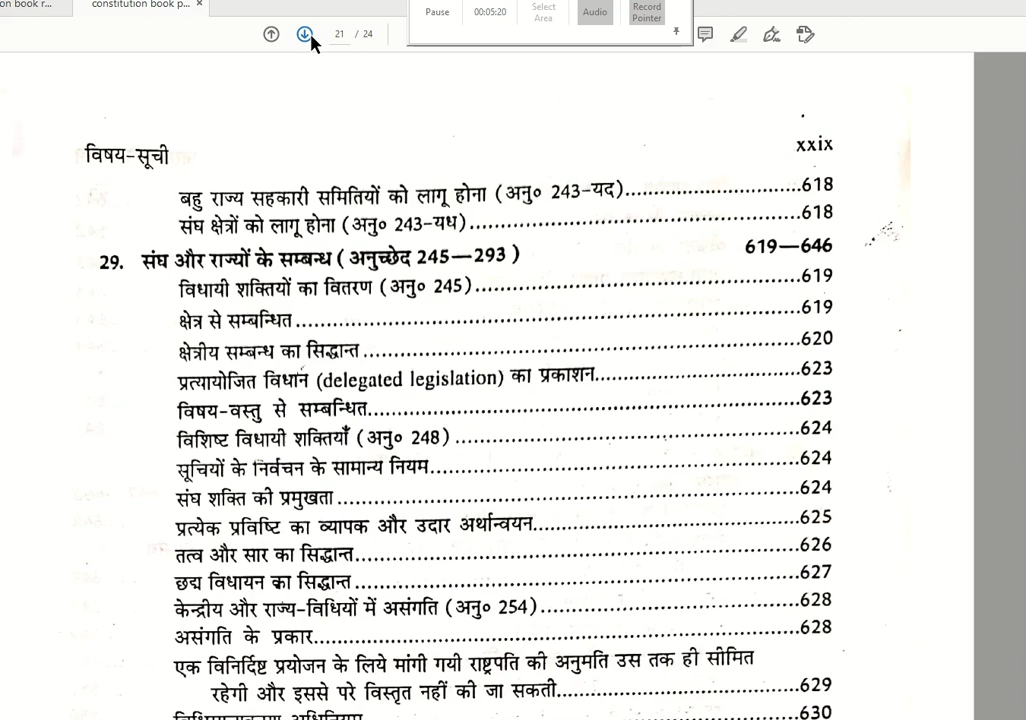 on book r...
constitution book p...
Pause
00:05:20
Select Area
Audio
Record Pointer
21 / 24
विषय-सूची
xxix
बहु राज्य सहकारी समितियों को लागू होना (अनु० 243-यद)....618
संघ क्षेत्रों को लागू होना (अनु० 243-यध)....618
29. संघ और राज्यों के सम्बन्ध ( अनुच्छेद 245—293 ) 619—646
विधायी शक्तियों का वितरण (अनु० 245)....619
क्षेत्र से सम्बन्धित....619
क्षेत्रीय सम्बन्ध का सिद्धान्त....620
प्रत्यायोजित विधान (delegated legislation) का प्रकाशन....623
विषय-वस्तु से सम्बन्धित....623
विशिष्ट विधायी शक्तियाँ (अनु० 248)....624
सूचियों के निर्वचन के सामान्य नियम....624
संघ शक्ति की प्रमुखता....624
प्रत्येक प्रविष्टि का व्यापक और उदार अर्थान्वयन....625
तत्व और सार का सिद्धान्त....626
छद्म विधायन का सिद्धान्त....627
केन्द्रीय और राज्य-विधियों में असंगति (अनु० 254)....628
असंगति के प्रकार....628
एक विनिर्दिष्ट प्रयोजन के लिये मांगी गयी राष्ट्रपति की अनुमति उस तक ही सीमित
रहेगी और इससे परे विस्तृत नहीं की जा सकती....629
630